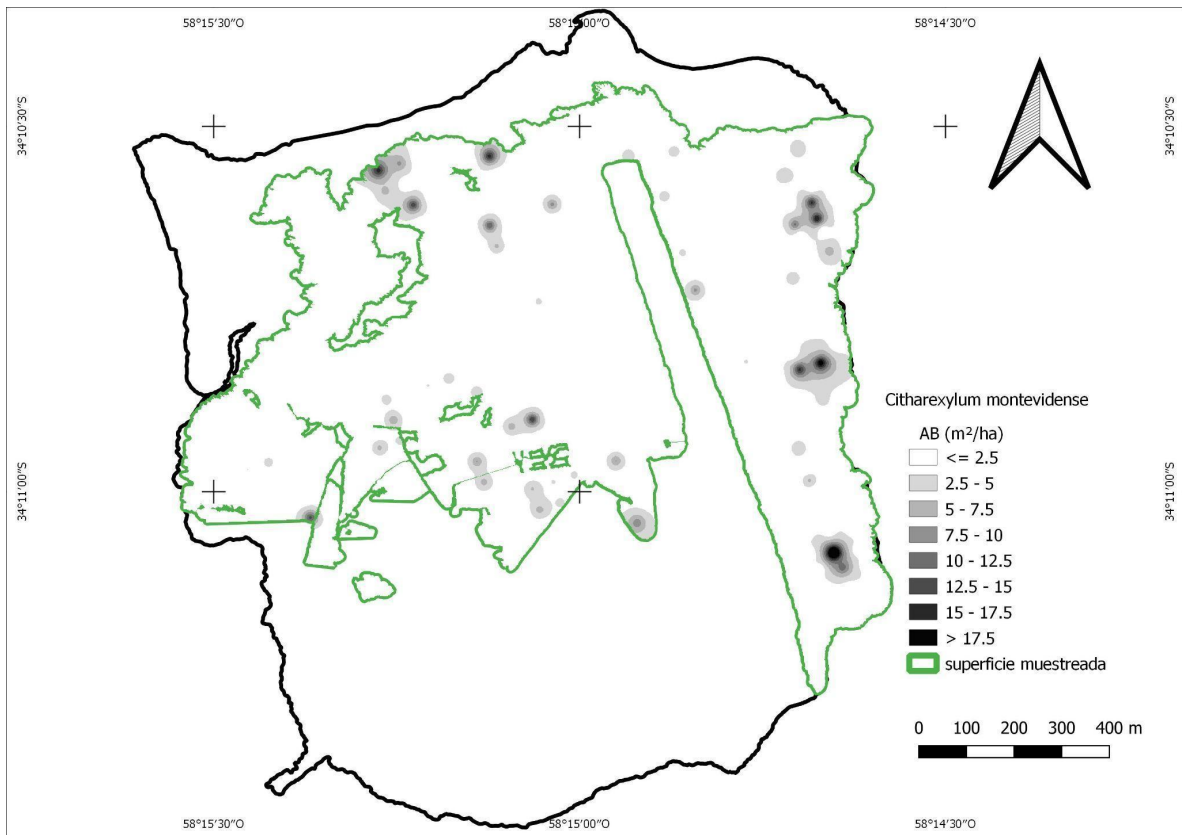 58°15′30″O
58°15′00″O
58°14′30″O
34°10′30″S
34°10′30″S
34°11′00″S
34°11′00″S
Citharexylum montevidense
AB (m²/ha)
<= 2.5
2.5 - 5
5 - 7.5
7.5 - 10
10 - 12.5
12.5 - 15
15 - 17.5
> 17.5
superficie muestreada
0 100 200 300 400 m
58°15′30″O
58°15′00″O
58°14′30″O